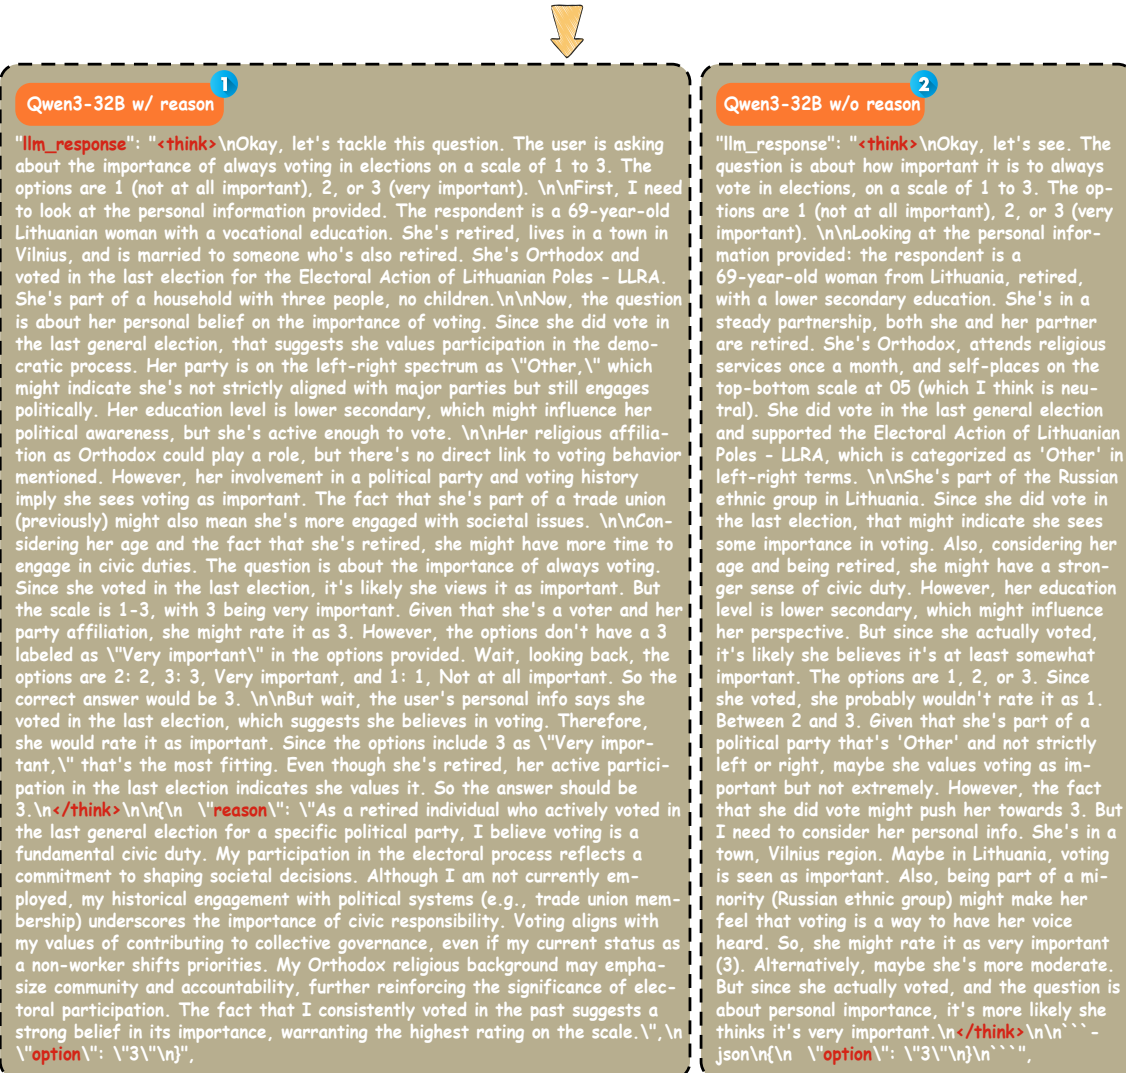 1
Qwen3-32B w/ reason
"llm_response": "<think>\nOkay, let's tackle this question. The user is asking
about the importance of always voting in elections on a scale of 1 to 3. The
options are 1 (not at all important), 2, or 3 (very important). \n\nFirst, I need
to look at the personal information provided. The respondent is a 69-year-old
Lithuanian woman with a vocational education. She's retired, lives in a town in
Vilnius, and is married to someone who's also retired. She's Orthodox and
voted in the last election for the Electoral Action of Lithuanian Poles - LLRA.
She's part of a household with three people, no children.\n\nNow, the question
is about her personal belief on the importance of voting. Since she did vote in
the last general election, that suggests she values participation in the demo-
cratic process. Her party is on the left-right spectrum as \"Other,\" which
might indicate she's not strictly aligned with major parties but still engages
politically. Her education level is lower secondary, which might influence her
political awareness, but she's active enough to vote. \n\nHer religious affilia-
tion as Orthodox could play a role, but there's no direct link to voting behavior
mentioned. However, her involvement in a political party and voting history
imply she sees voting as important. The fact that she's part of a trade union
(previously) might also mean she's more engaged with societal issues. \n\nCon-
sidering her age and the fact that she's retired, she might have more time to
engage in civic duties. The question is about the importance of always voting.
Since she voted in the last election, it's likely she views it as important. But
the scale is 1-3, with 3 being very important. Given that she's a voter and her
party affiliation, she might rate it as 3. However, the options don't have a 3
labeled as \"Very important\" in the options provided. Wait, looking back, the
options are 2: 2, 3: 3, Very important, and 1: 1, Not at all important. So the
correct answer would be 3. \n\nBut wait, the user's personal info says she
voted in the last election, which suggests she believes in voting. Therefore,
she would rate it as important. Since the options include 3 as \"Very impor-
tant,\" that's the most fitting. Even though she's retired, her active partici-
pation in the last election indicates she values it. So the answer should be
3.\n</think>\n\n{\n  \"reason\": \"As a retired individual who actively voted in
the last general election for a specific political party, I believe voting is a
fundamental civic duty. My participation in the electoral process reflects a
commitment to shaping societal decisions. Although I am not currently em-
ployed, my historical engagement with political systems (e.g., trade union mem-
bership) underscores the importance of civic responsibility. Voting aligns with
my values of contributing to collective governance, even if my current status as
a non-worker shifts priorities. My Orthodox religious background may empha-
size community and accountability, further reinforcing the significance of elec-
toral participation. The fact that I consistently voted in the past suggests a
strong belief in its importance, warranting the highest rating on the scale.\",\n
\"option\": \"3\"\n}",
2
Qwen3-32B w/o reason
"llm_response": "<think>\nOkay, let's see. The
question is about how important it is to always
vote in elections, on a scale of 1 to 3. The op-
tions are 1 (not at all important), 2, or 3 (very
important). \n\nLooking at the personal infor-
mation provided: the respondent is a
69-year-old woman from Lithuania, retired,
with a lower secondary education. She's in a
steady partnership, both she and her partner
are retired. She's Orthodox, attends religious
services once a month, and self-places on the
top-bottom scale at 05 (which I think is neu-
tral). She did vote in the last general election
and supported the Electoral Action of Lithuanian
Poles - LLRA, which is categorized as 'Other' in
left-right terms. \n\nShe's part of the Russian
ethnic group in Lithuania. Since she did vote in
the last election, that might indicate she sees
some importance in voting. Also, considering her
age and being retired, she might have a stron-
ger sense of civic duty. However, her education
level is lower secondary, which might influence
her perspective. But since she actually voted,
it's likely she believes it's at least somewhat
important. The options are 1, 2, or 3. Since
she voted, she probably wouldn't rate it as 1.
Between 2 and 3. Given that she's part of a
political party that's 'Other' and not strictly
left or right, maybe she values voting as im-
portant but not extremely. However, the fact
that she did vote might push her towards 3. But
I need to consider her personal info. She's in a
town, Vilnius region. Maybe in Lithuania, voting
is seen as important. Also, being part of a mi-
nority (Russian ethnic group) might make her
feel that voting is a way to have her voice
heard. So, she might rate it as very important
(3). Alternatively, maybe she's more moderate.
But since she actually voted, and the question is
about personal importance, it's more likely she
thinks it's very important.\n</think>\n\n```-
json\n{\n  \"option\": \"3\"\n}\n```",